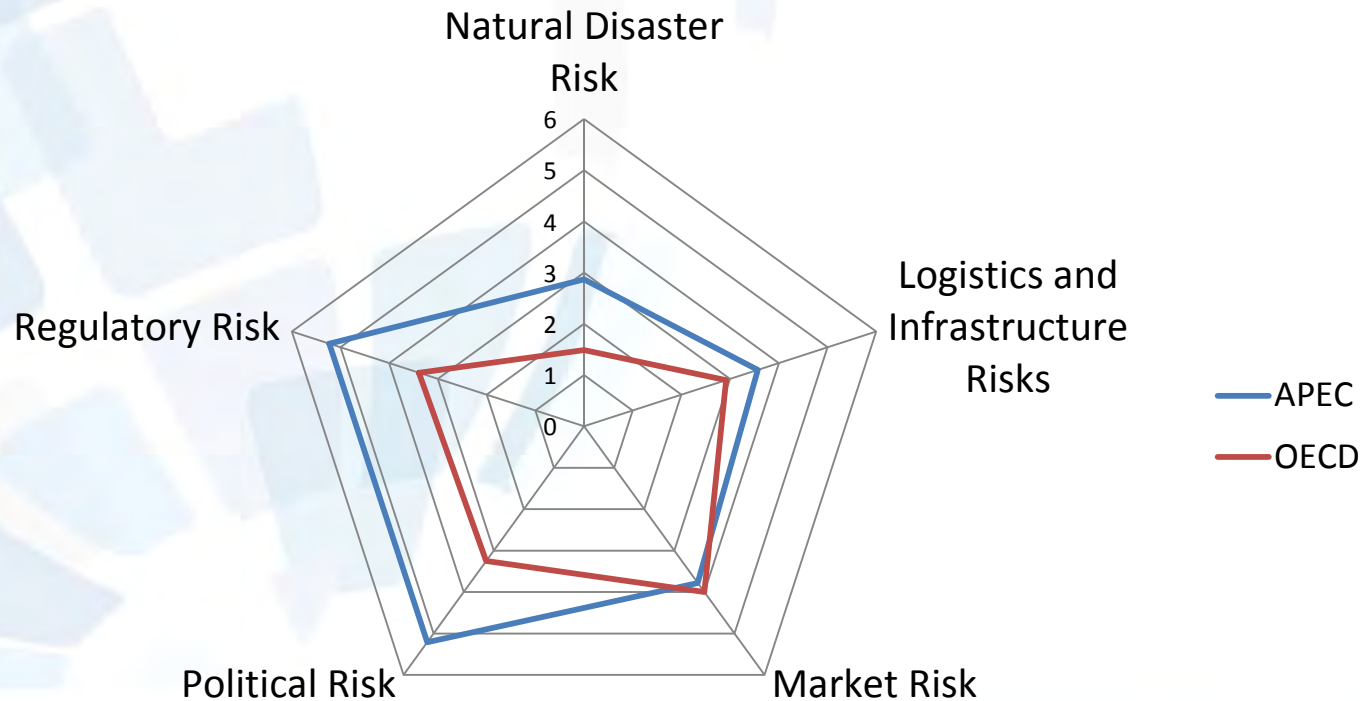 Natural Disaster
Risk
6
5
4
3
2
1
0
Logistics and
Infrastructure
Risks
Regulatory Risk
APEC
OECD
Political Risk
Market Risk